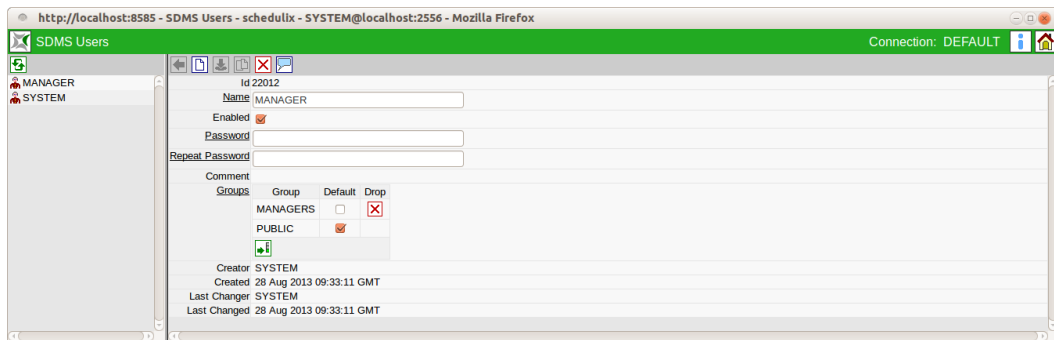 http://localhost:8585 - SDMS Users - schedulix - SYSTEM@localhost:2556 - Mozilla Firefox
SDMS Users
Connection: DEFAULT
MANAGER
SYSTEM
Id 22012
Name MANAGER
Enabled
Password
Repeat Password
Comment
Groups Group Default Drop
MANAGERS
PUBLIC
Creator SYSTEM
Created 28 Aug 2013 09:33:11 GMT
Last Changer SYSTEM
Last Changed 28 Aug 2013 09:33:11 GMT